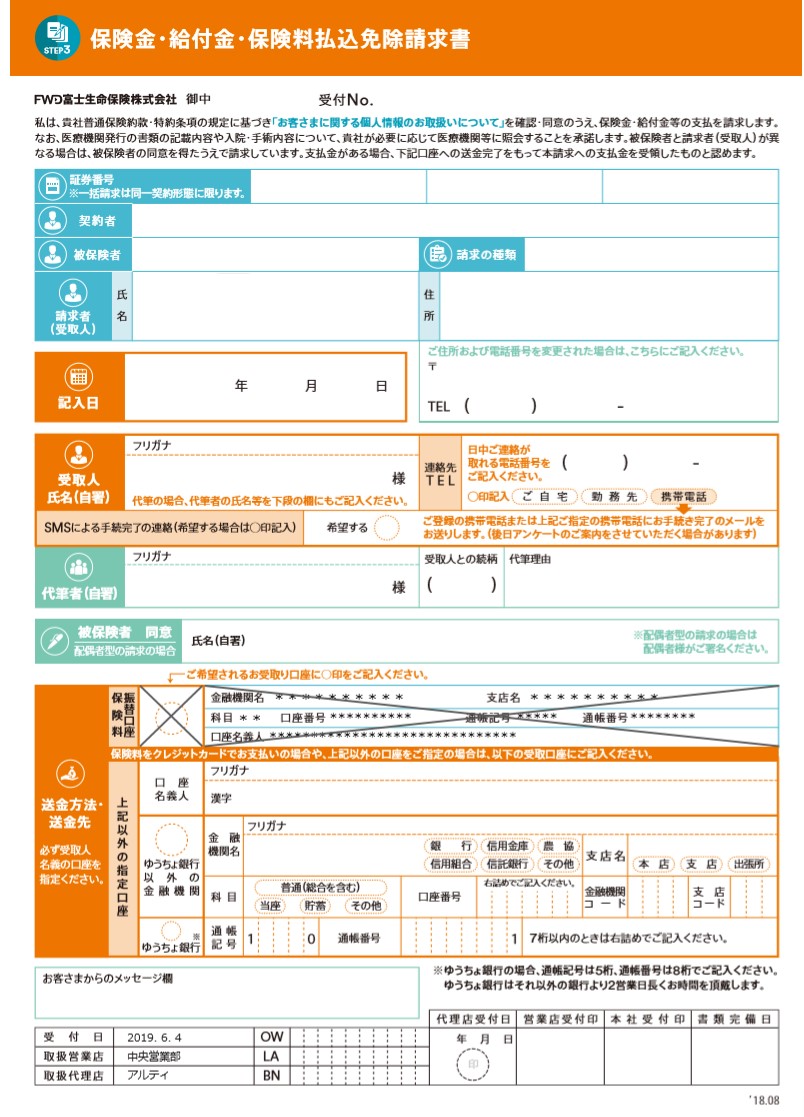 STEP3
保険金・給付金・保険料払込免除請求書
FWD富士生命保険株式会社 御中 受付No.
私は、貴社普通保険約款・特約条項の規定に基づき「お客さまに関する個人情報のお取扱いについて」を確認・同意のうえ、保険金・給付金等の支払を請求します。
なお、医療機関発行の書類の記載内容や入院・手術内容について、貴社が必要に応じて医療機関等に照会することを承諾します。被保険者と請求者（受取人）が異
なる場合は、被保険者の同意を得たうえで請求しています。支払金がある場合、下記口座への送金完了をもって本請求への支払金を受領したものと認めます。
証券番号
※一括請求は同一契約形態に限ります。
契約者
被保険者 請求の種類
請求者
（受取人）
氏名
住所
記入日
年 月 日
ご住所および電話番号を変更された場合は、こちらにご記入ください。
〒
TEL ( ) -
受取人
氏名（自署）
フリガナ
様
代筆の場合、代筆者の氏名等を下段の欄にもご記入ください。
連絡先
TEL
日中ご連絡が
取れる電話番号を
ご記入ください。
( ) -
○印記入 ご自宅 勤務先 携帯電話
SMSによる手続完了の連絡（希望する場合は○印記入） 希望する
ご登録の携帯電話または上記ご指定の携帯電話にお手続き完了のメールを
お送りします。（後日アンケートのご案内をさせていただく場合があります）
代筆者（自署）
フリガナ
様
受取人との続柄
( )
代筆理由
被保険者 同意
配偶者型の請求の場合
氏名（自署）
※配偶者型の請求の場合は
配偶者様がご署名ください。
ご希望されるお受取り口座に○印をご記入ください。
送金方法・
送金先
必ず受取人
名義の口座を
指定ください。
保険料
振替口座
金融機関名 ********** 支店名 **********
科目 ** 口座番号 ********** 通帳記号 ***** 通帳番号 ********
口座名義人 ******************************
保険料をクレジットカードでお支払いの場合や、上記以外の口座をご指定の場合は、以下の受取口座にご記入ください。
上記以外の指定口座
口座
名義人
フリガナ
漢字
ゆうちょ銀行
以外の
金融機関
金融
機関名
フリガナ
銀行 信用金庫 農協
信用組合 信託銀行 その他
支店名
本店 支店 出張所
科目
普通（総合を含む）
当座 貯蓄 その他
口座番号
右詰めでご記入ください。
金融機関
コード
支店
コード
※
ゆうちょ銀行
通帳
記号
1 0
通帳番号
1
7桁以内のときは右詰めでご記入ください。
お客さまからのメッセージ欄
※ゆうちょ銀行の場合、通帳記号は5桁、通帳番号は8桁でご記入ください。
ゆうちょ銀行はそれ以外の銀行より2営業日長くお時間を頂戴します。
代理店受付日 営業店受付印 本社受付印 書類完備日
年 月 日
印
受付日 2019. 6. 4 OW
取扱営業店 中央営業部 LA
取扱代理店 アルティ BN
'18.08